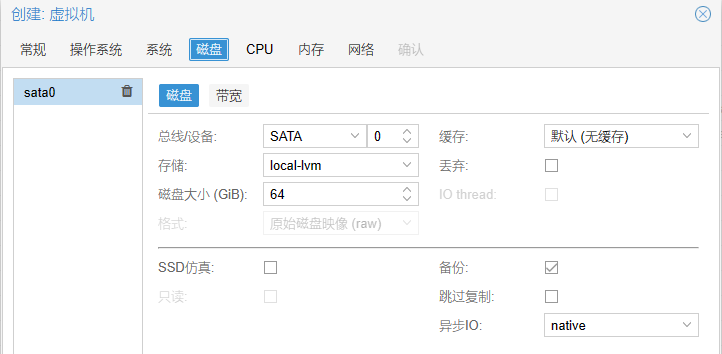 创建: 虚拟机
常规 操作系统 系统 磁盘 CPU 内存 网络 确认
sata0
磁盘 带宽
总线/设备: SATA 0 缓存: 默认 (无缓存)
存储: local-lvm 丢弃:
磁盘大小 (GiB): 64 IO thread:
格式: 原始磁盘映像 (raw)
SSD仿真: 备份:
只读: 跳过复制:
异步IO: native